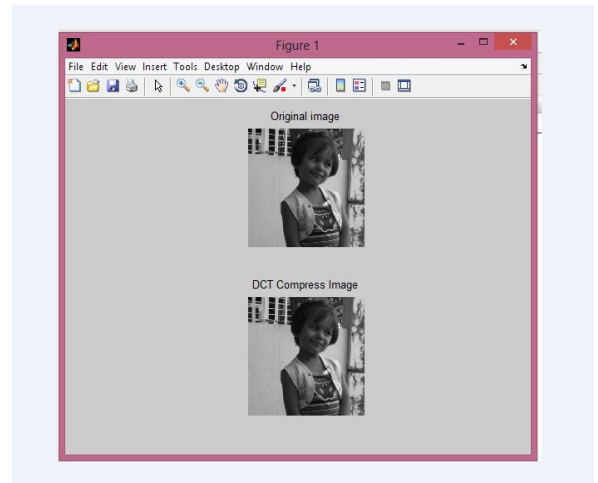 Figure 1
File Edit View Insert Tools Desktop Window Help
Original image
DCT Compress Image